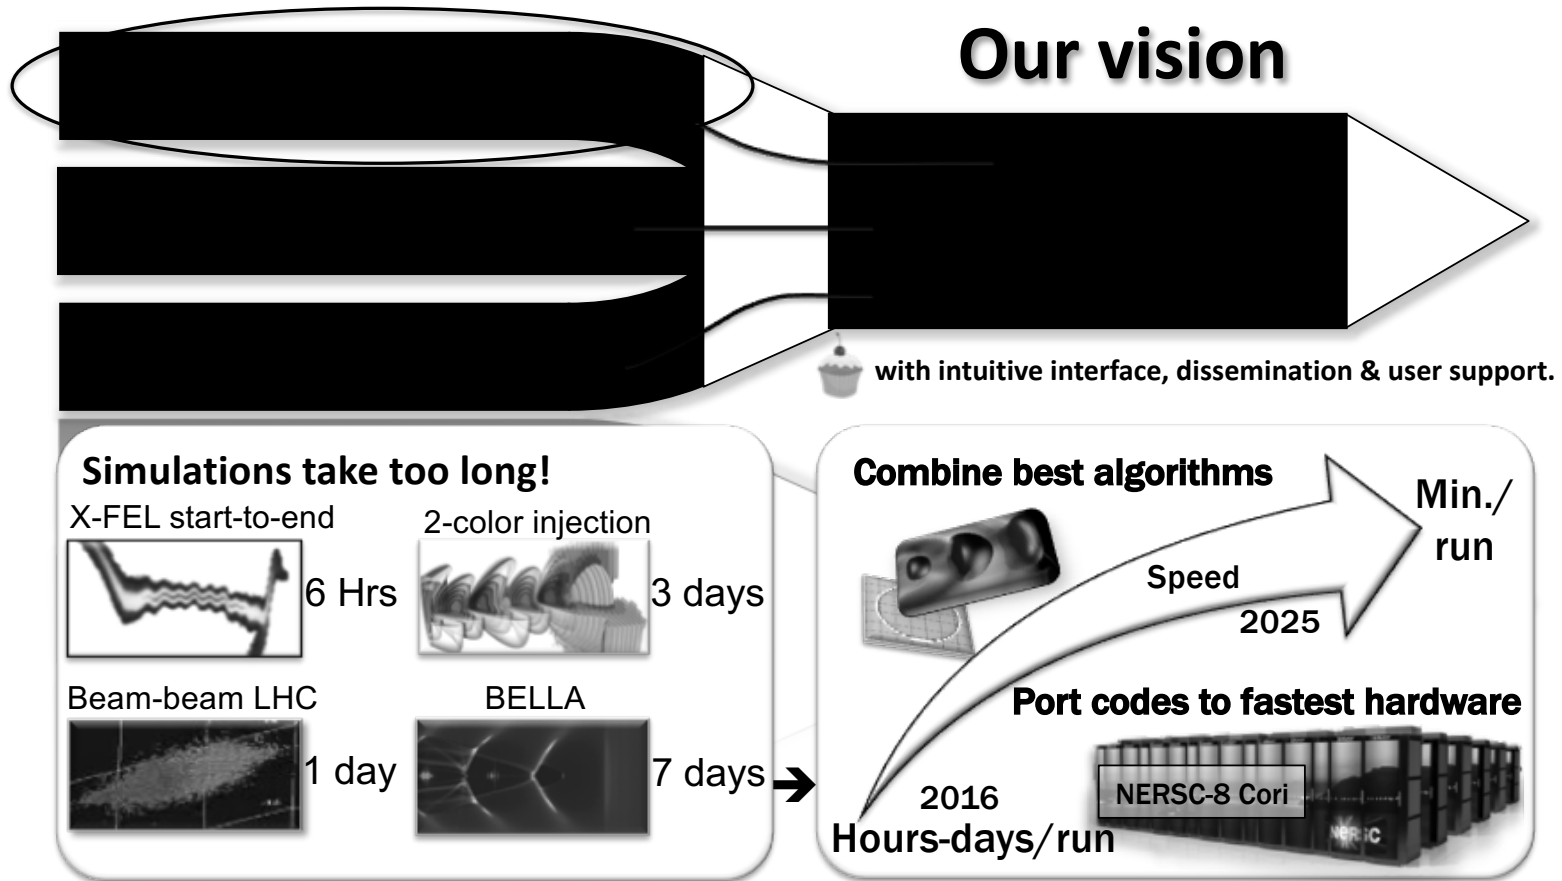 Our vision
with intuitive interface, dissemination & user support.
Simulations take too long!
X-FEL start-to-end
6 Hrs
2-color injection
3 days
Beam-beam LHC
1 day
BELLA
7 days
Combine best algorithms
Min./
run
Speed
2025
Port codes to fastest hardware
NERSC-8 Cori
NERSC
2016
Hours-days/run